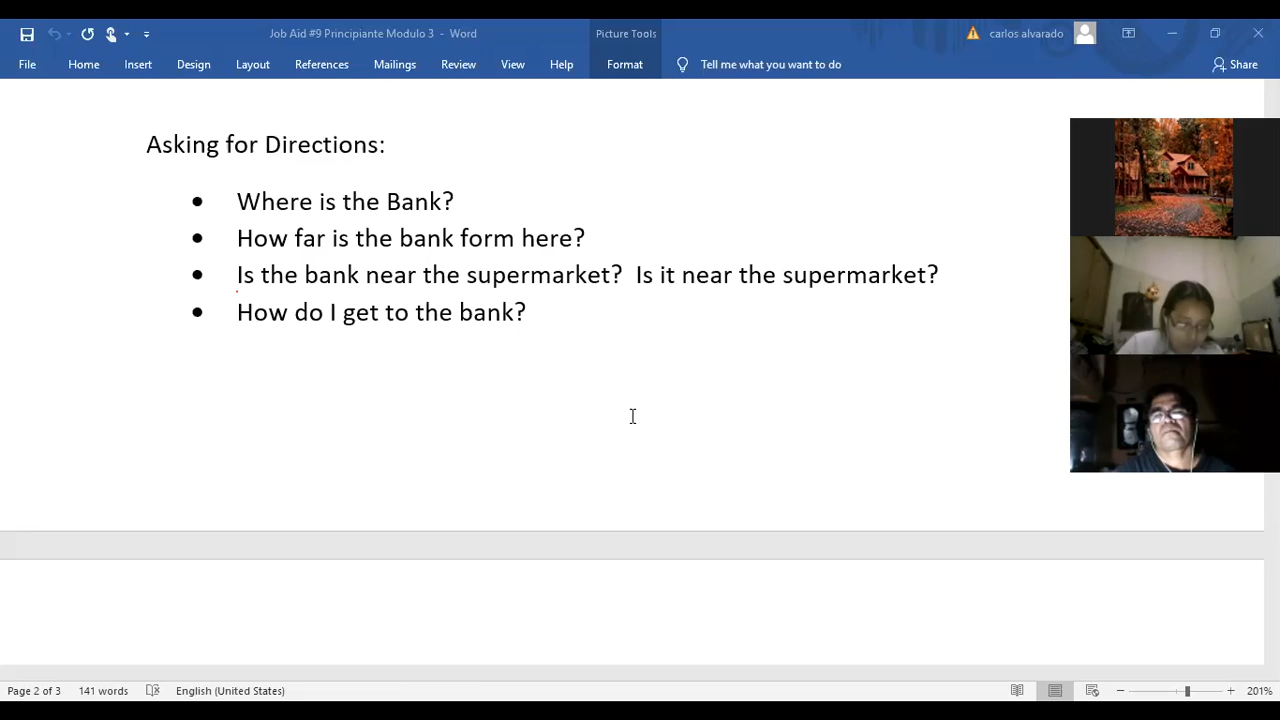 Job Aid #9 Principiante Modulo 3 - Word
Picture Tools
carlos alvarado
File
Home
Insert
Design
Layout
References
Mailings
Review
View
Help
Format
Tell me what you want to do
Share
Asking for Directions:
• Where is the Bank?
• How far is the bank form here?
• Is the bank near the supermarket? Is it near the supermarket?
• How do I get to the bank?
Page 2 of 3
141 words
English (United States)
201%